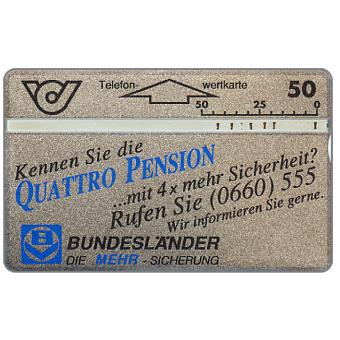 Telefon- wertkarte 50
50 25 0
Kennen Sie die
QUATTRO PENSION
...mit 4 x mehr Sicherheit?
Rufen Sie (0660) 555
Wir informieren Sie gerne.
B
BUNDESLÄNDER
DIE MEHR - SICHERUNG